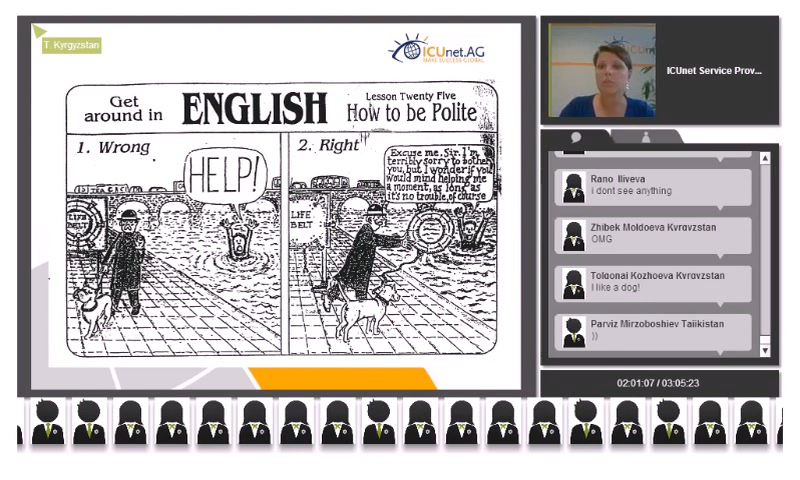 T. Kyrgyzstan
ICUnet.AG
MAKE SUCCESS GLOBAL.
Get
around in
ENGLISH
Lesson Twenty Five
How to be Polite
1. Wrong
HELP!
LIFE
BELT
2. Right
Excuse me, Sir. I'm
terribly sorry to bother
you, but I wonder if you
would mind helping me
a moment, as long as
it's no trouble, of course
LIFE
BELT
ICUnet Service Prov...
Rano Iliveva
i dont see anything
Zhibek Moldoeva Kyrgyzstan
OMG
Tolgonai Kozhoeva Kyrgyzstan
I like a dog!
Parviz Mirzoboshiev Tajikistan
))
02:01:07 / 03:05:23